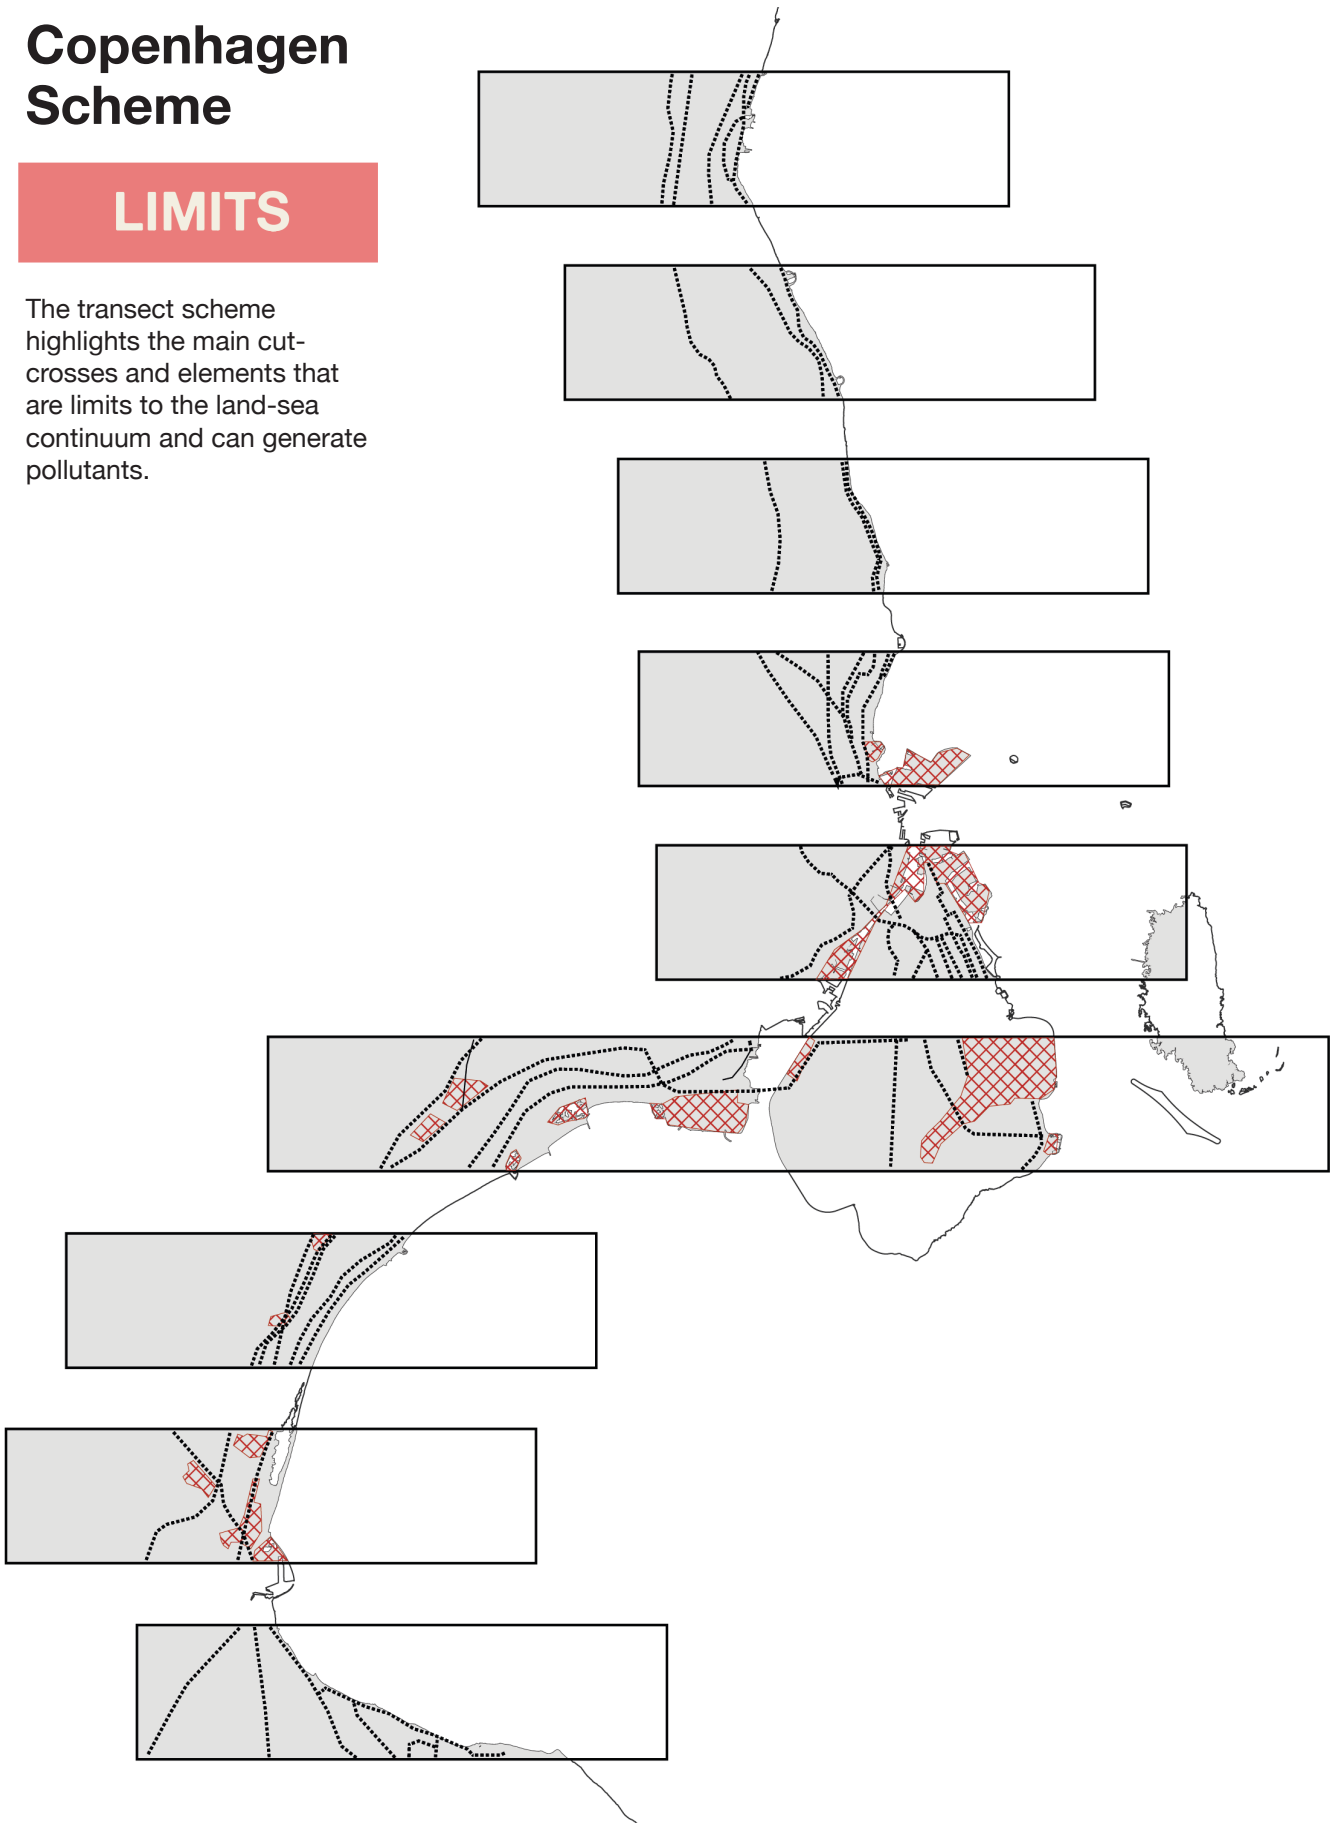 Copenhagen
Scheme
LIMITS
The transect scheme
highlights the main cut-
crosses and elements that
are limits to the land-sea
continuum and can generate
pollutants.